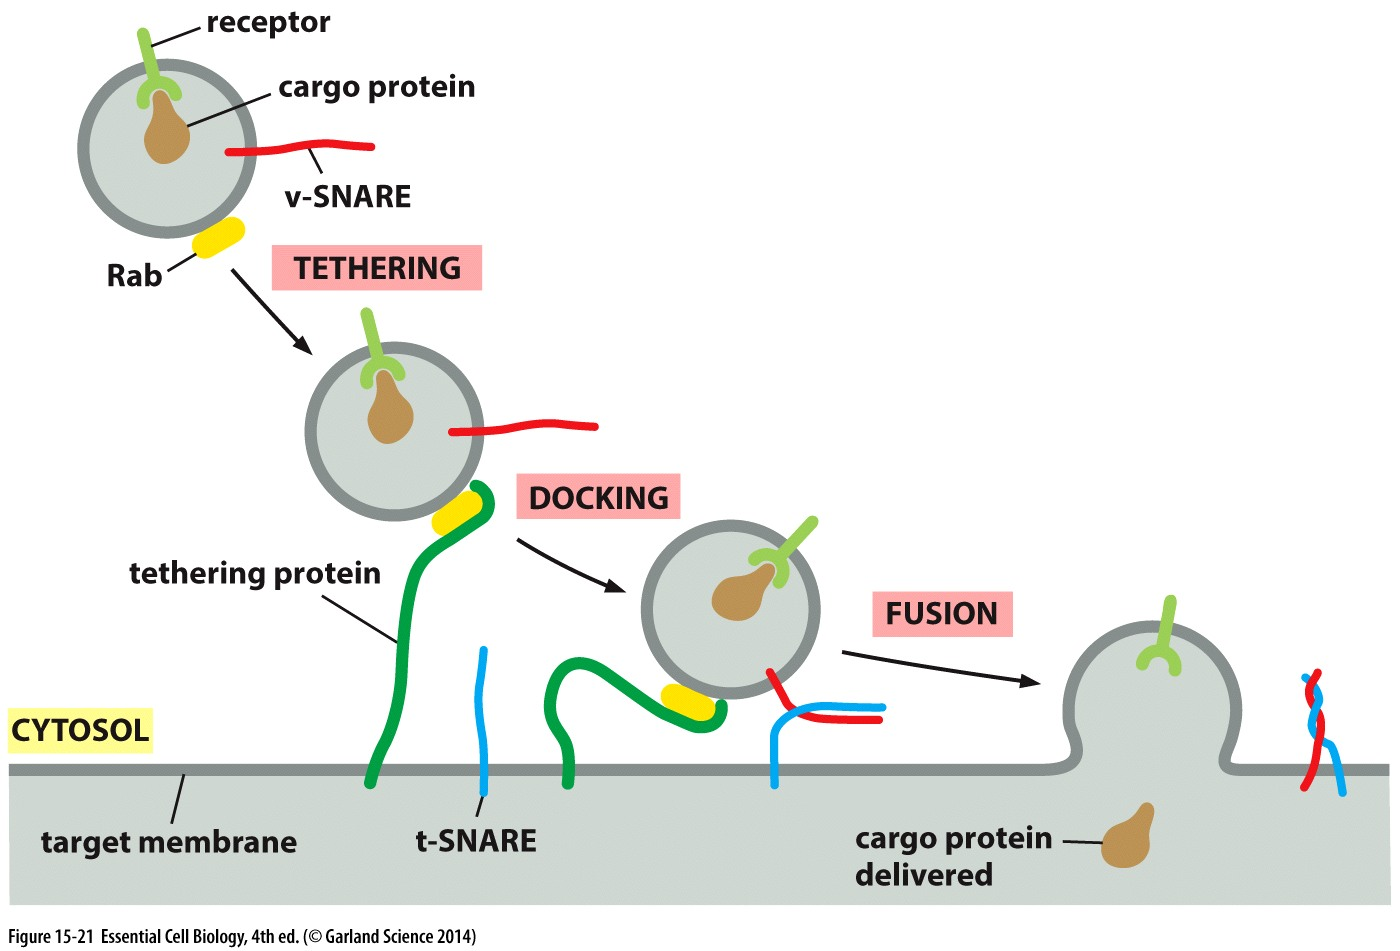 receptor
cargo protein
v-SNARE
Rab
TETHERING
DOCKING
tethering protein
FUSION
CYTOSOL
target membrane
t-SNARE
cargo protein
delivered
Figure 15-21 Essential Cell Biology, 4th ed. (© Garland Science 2014)